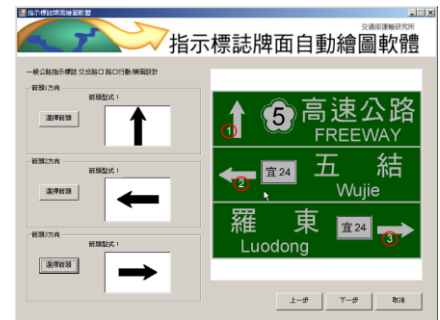 指示標誌牌面繪圖軟體
交通部運輸研究所
指示標誌牌面自動繪圖軟體
一般公路指示標誌 交岔路口 路口行動 牌面設計
箭頭1方向
箭頭型式：
選擇箭頭
箭頭2方向
箭頭型式：
選擇箭頭
箭頭3方向
箭頭型式：
選擇箭頭
1
5 高速公路
FREEWAY
2
宜24 五結
Wujie
羅東 宜24
3
Luodong
上一步 下一步 取消